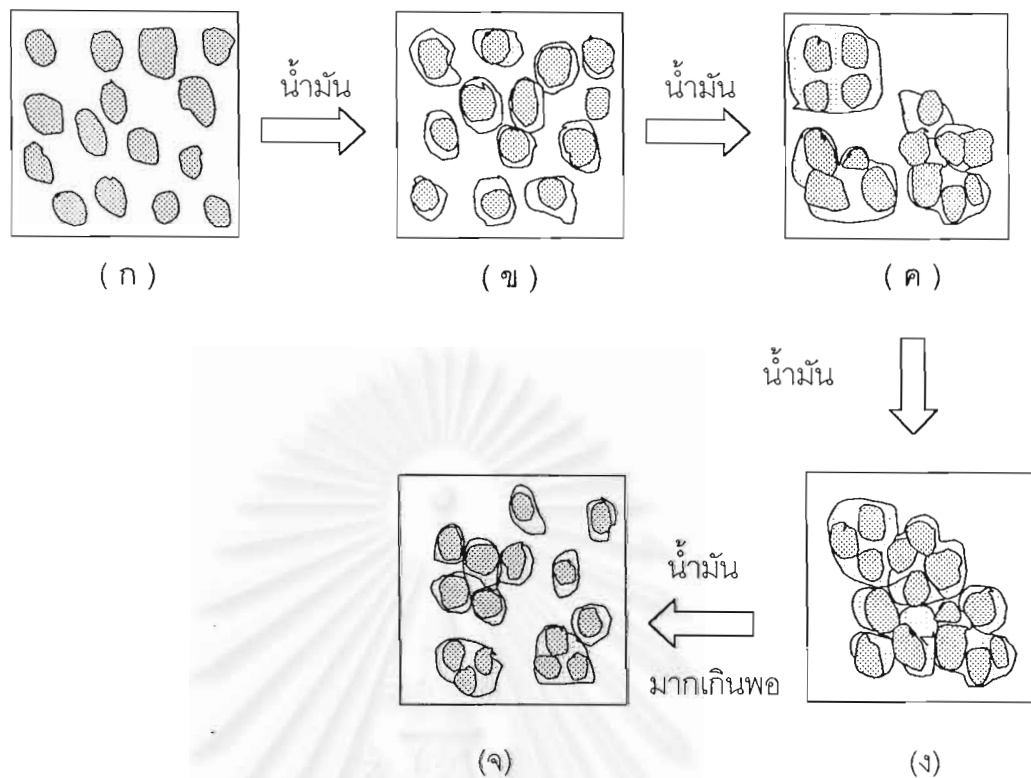 น้ำมัน
น้ำมัน
( ก )
( ข )
( ค )
น้ำมัน
น้ำมัน
มากเกินพอ
(จ)
(ง)